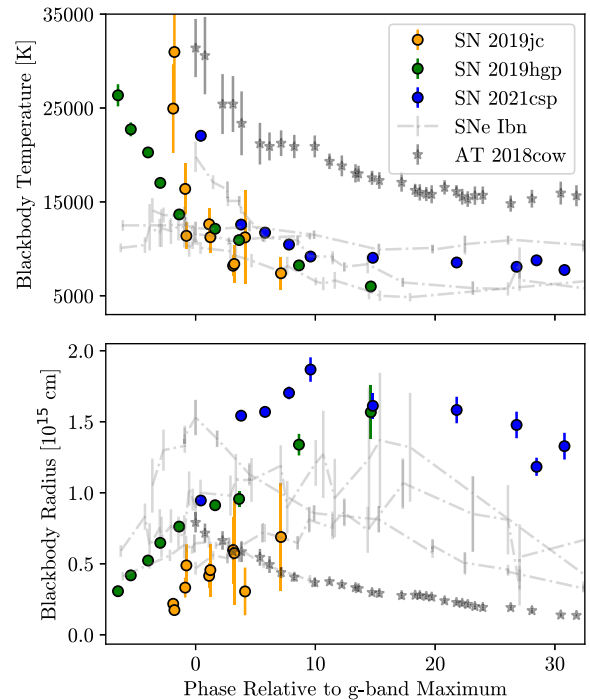 35000
25000
15000
5000
Blackbody Temperature [K]
SN 2019jc
SN 2019hgp
SN 2021csp
SNe Ibn
AT 2018cow
2.0
1.5
1.0
0.5
0.0
Blackbody Radius [10¹⁵ cm]
0
10
20
30
Phase Relative to g-band Maximum